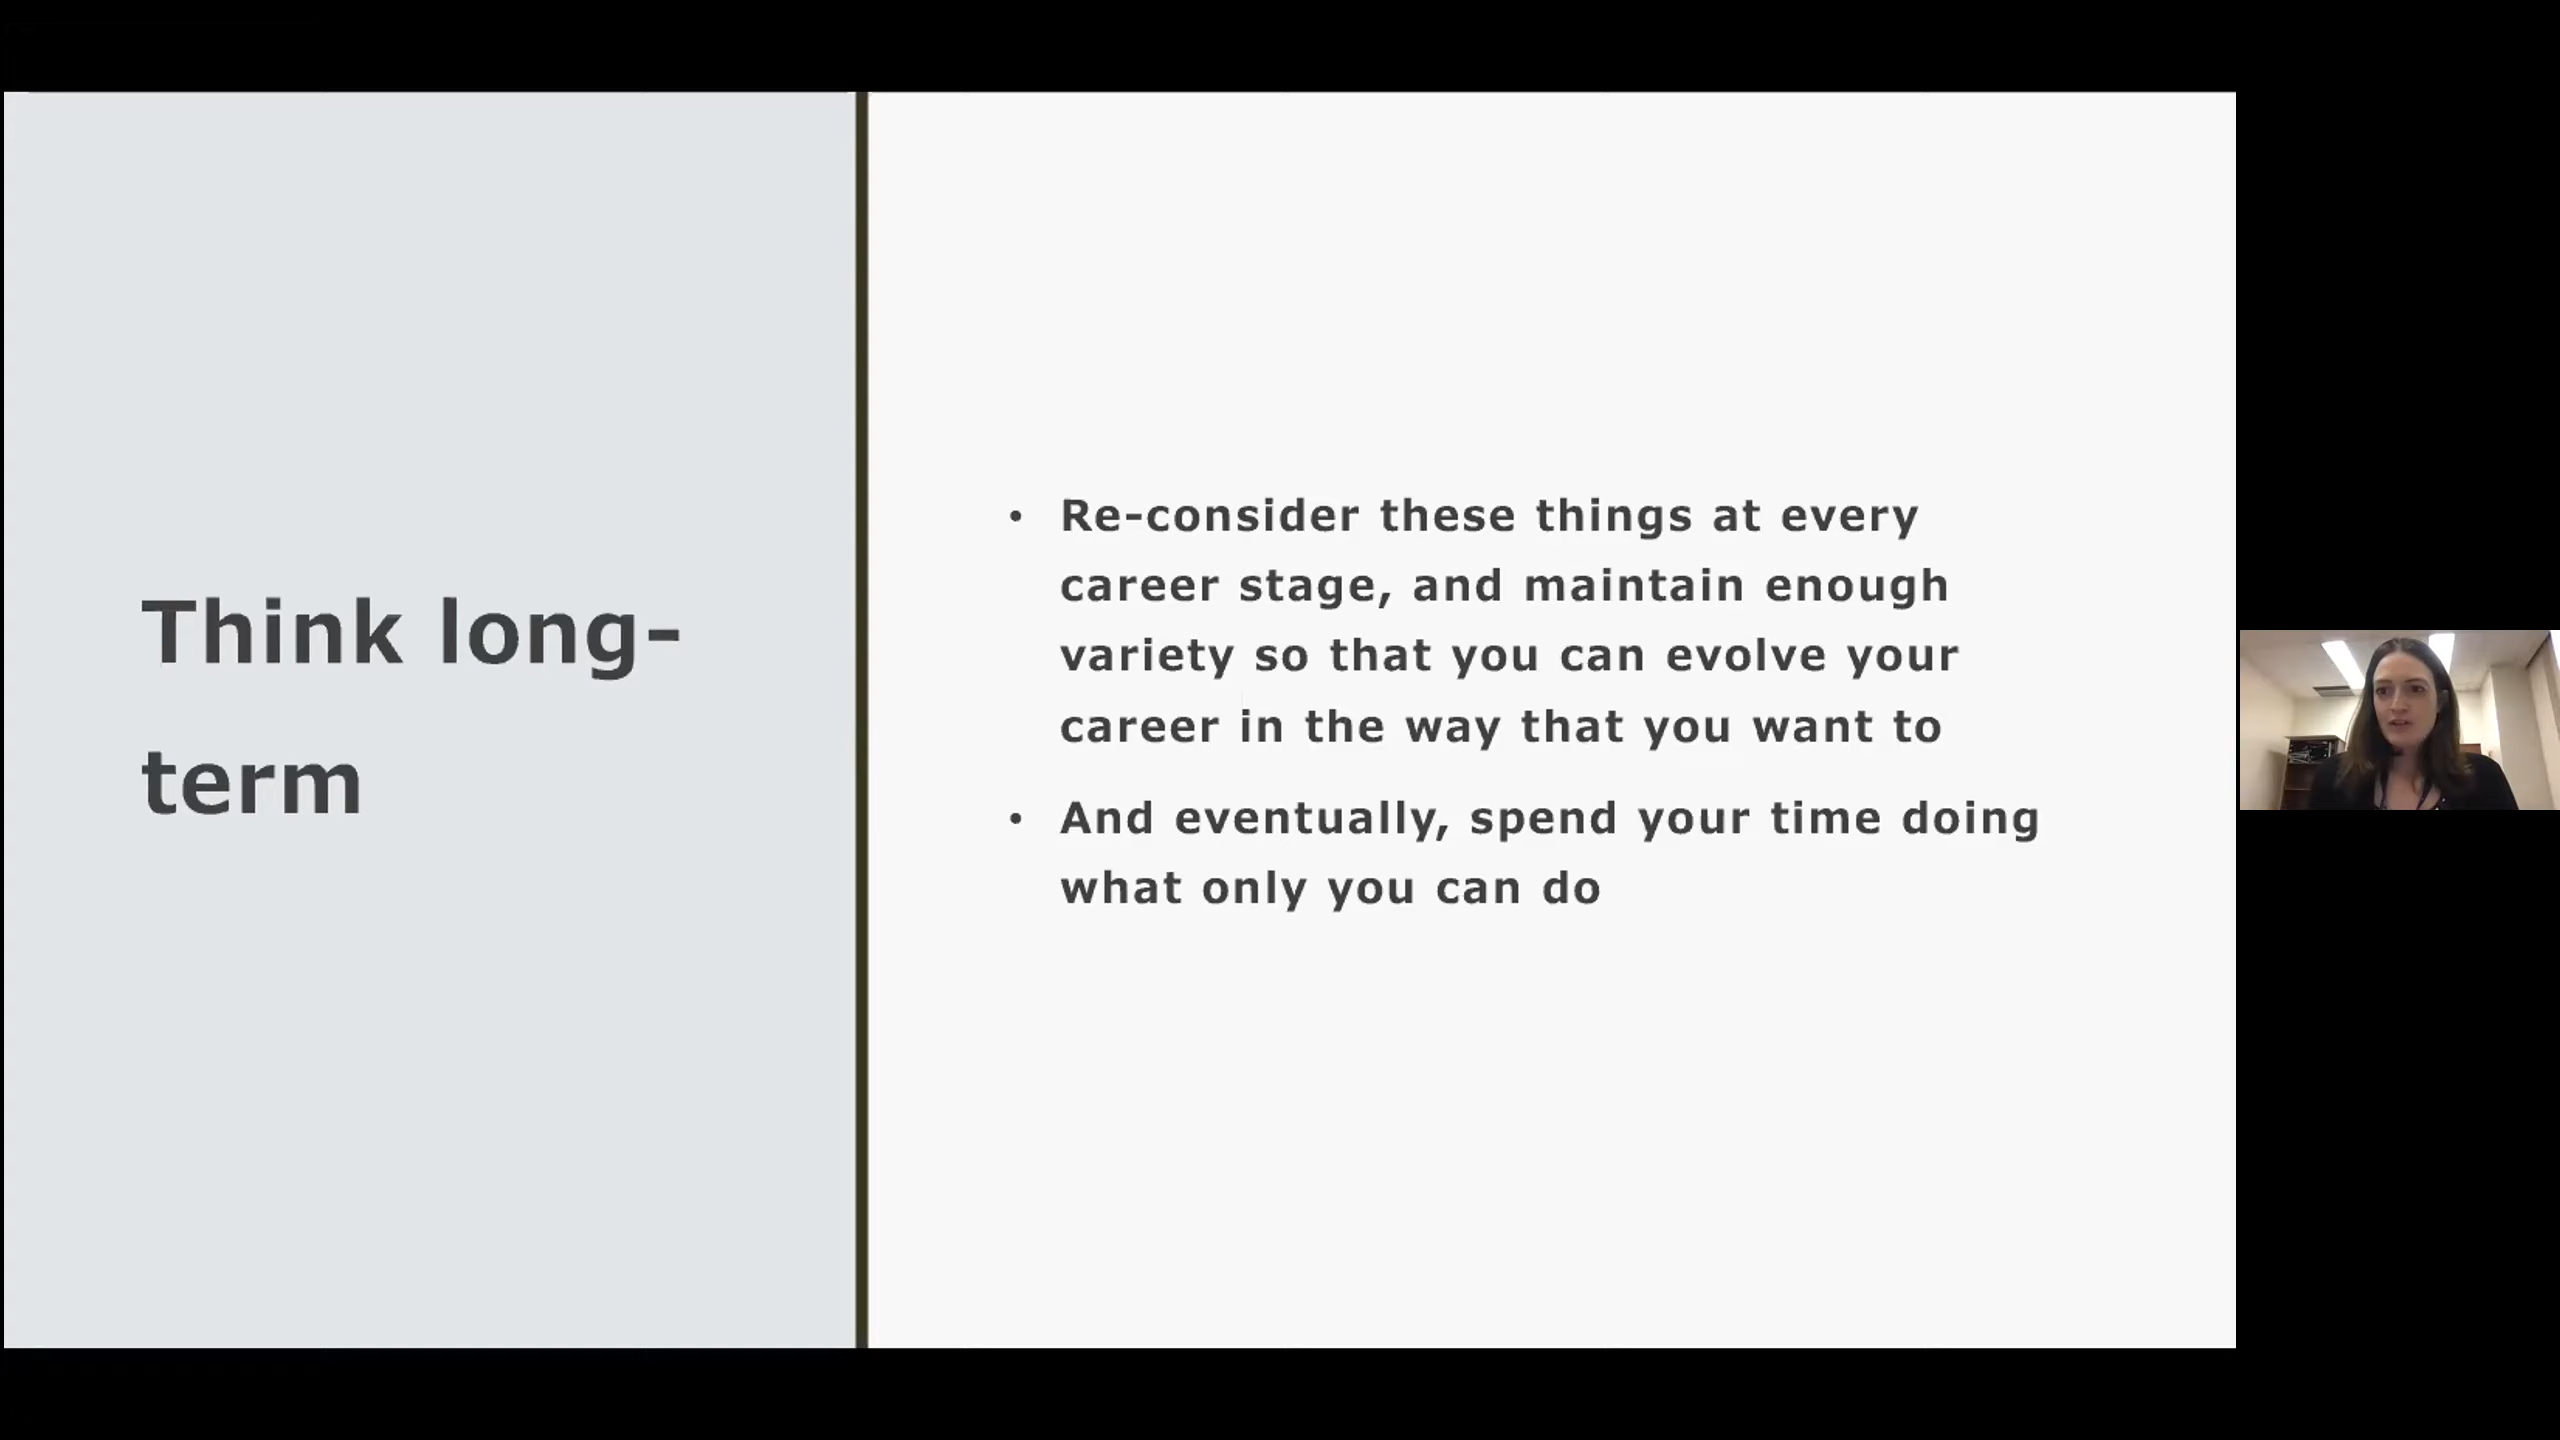 Think long-
term
• Re-consider these things at every
career stage, and maintain enough
variety so that you can evolve your
career in the way that you want to
• And eventually, spend your time doing
what only you can do